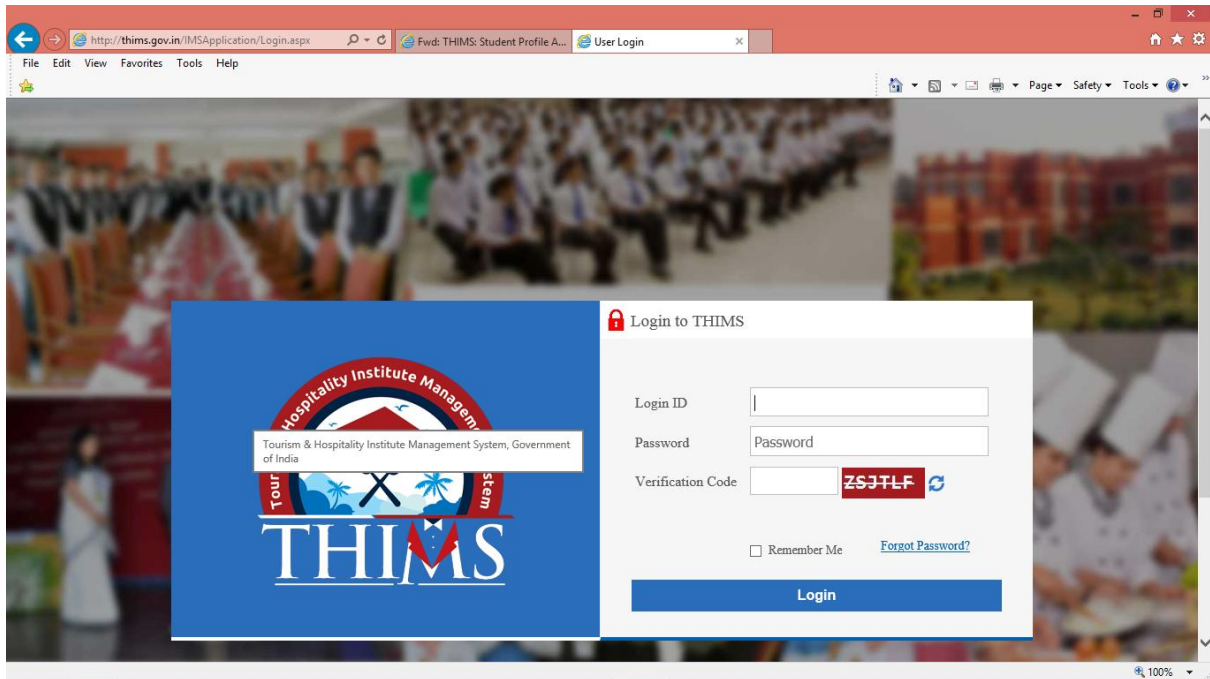 http://thims.gov.in/IMSApplication/Login.aspx
Fwd: THIMS: Student Profile A...
User Login
File Edit View Favorites Tools Help
Page Safety Tools
Login to THIMS
Hospitality Institute Manage
Tourism & Hospitality Institute Management System, Government
of India
Tour
stem
THIMS
Login ID
Password Password
Verification Code ZSJTLF
Remember Me Forgot Password?
Login
100%